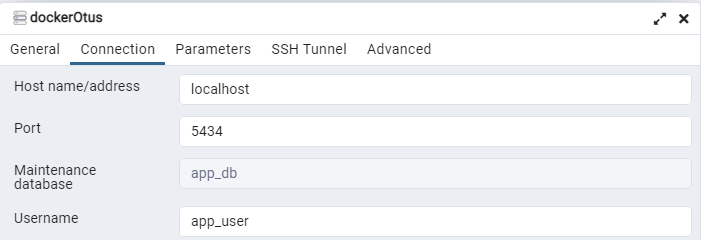 dockerOtus
General Connection Parameters SSH Tunnel Advanced
Host name/address localhost
Port 5434
Maintenance
database app_db
Username app_user